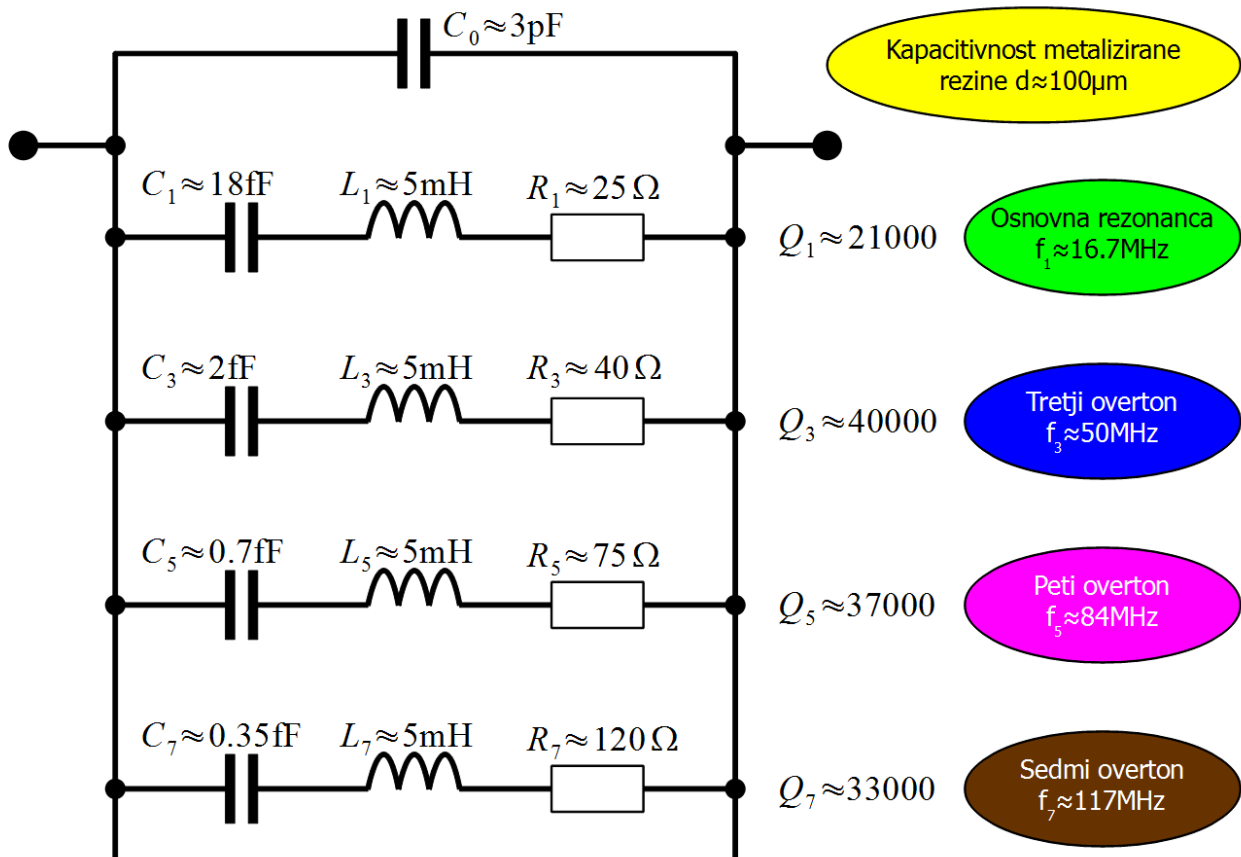 C₀≈3pF
Kapacitivnost metalizirane
rezine d≈100µm
C₁≈18fF L₁≈5mH R₁≈25Ω
Q₁≈21000
Osnovna rezonanca
f₁≈16.7MHz
C₃≈2fF L₃≈5mH R₃≈40Ω
Q₃≈40000
Tretji overton
f₃≈50MHz
C₅≈0.7fF L₅≈5mH R₅≈75Ω
Q₅≈37000
Peti overton
f₅≈84MHz
C₇≈0.35fF L₇≈5mH R₇≈120Ω
Q₇≈33000
Sedmi overton
f₇≈117MHz